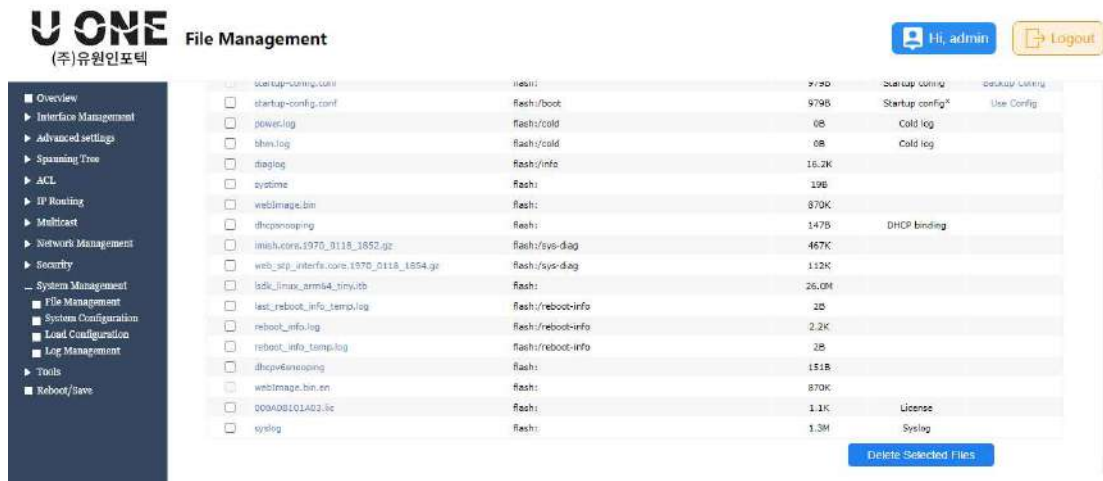 U ONE
(주)유원인포텍
File Management
Hi, admin
Logout
Overview
Interface Management
Advanced settings
Spanning Tree
ACL
IP Routing
Multicast
Network Management
Security
System Management
File Management
System Configuration
Load Configuration
Log Management
Tools
Reboot/Save
startup-config.conf flash: 979B Startup config Backup Config
startup-config.conf flash:/boot 979B Startup config* Use Config
power.log flash:/cold 0B Cold log
bhm.log flash:/cold 0B Cold log
diaglog flash:/info 16.2K
systime flash: 19B
webImage.bin flash: 870K
dhcpsnooping flash: 147B DHCP binding
imish.core.1970_0118_1852.gz flash:/sys-diag 467K
web_stp_interfa.core.1970_0118_1854.gz flash:/sys-diag 112K
lsdk_linux_arm64_tiny.itb flash: 26.0M
last_reboot_info_temp.log flash:/reboot-info 2B
reboot_info.log flash:/reboot-info 2.2K
reboot_info_temp.log flash:/reboot-info 2B
dhcpv6snooping flash: 151B
webImage.bin.en flash: 870K
000A0B101A03.lic flash: 1.1K License
syslog flash: 1.3M Syslog
Delete Selected Files